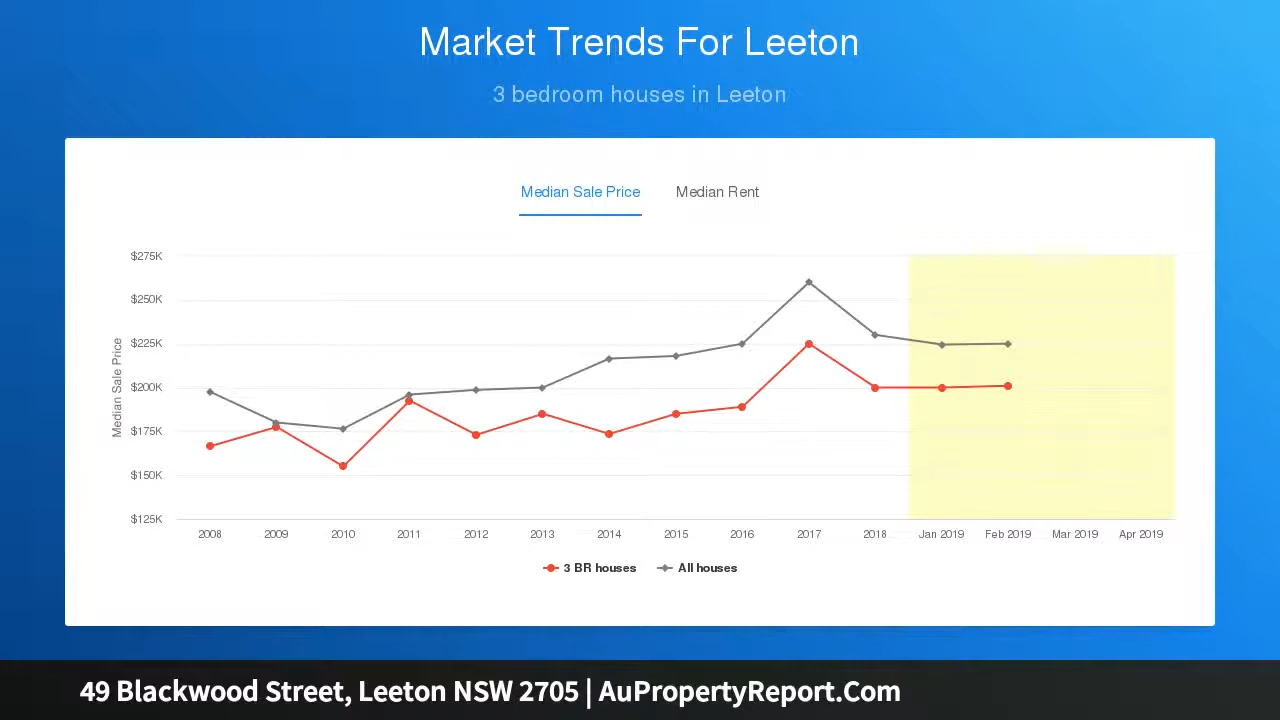 Market Trends For Leeton
3 bedroom houses in Leeton
Median Sale Price Median Rent
$275K
$250K
$225K
$200K
$175K
$150K
$125K
Median Sale Price
2008 2009 2010 2011 2012 2013 2014 2015 2016 2017 2018 Jan 2019 Feb 2019 Mar 2019 Apr 2019
3 BR houses All houses
49 Blackwood Street, Leeton NSW 2705 | AuPropertyReport.Com